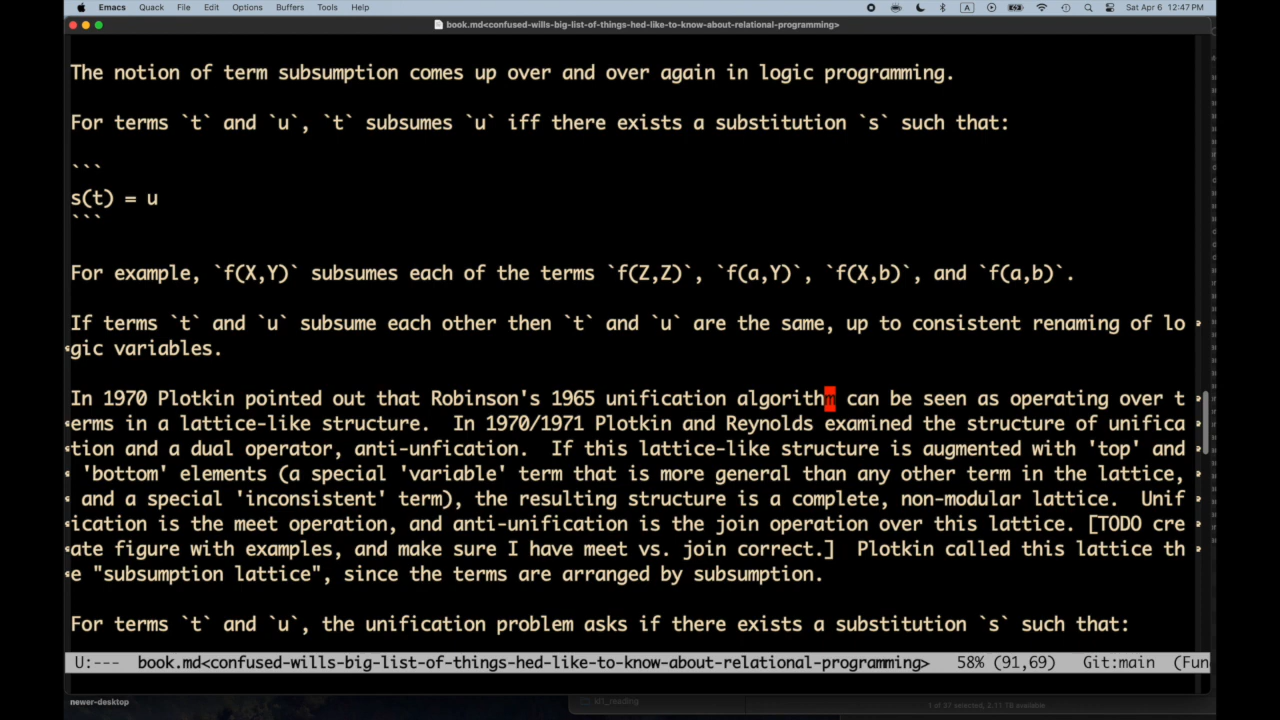 Emacs Quack File Edit Options Buffers Tools Help A Sat Apr 6 12:47 PM
book.md<confused-wills-big-list-of-things-hed-like-to-know-about-relational-programming>
The notion of term subsumption comes up over and over again in logic programming.
For terms `t` and `u`, `t` subsumes `u` iff there exists a substitution `s` such that:
```
s(t) = u
```
For example, `f(X,Y)` subsumes each of the terms `f(Z,Z)`, `f(a,Y)`, `f(X,b)`, and `f(a,b)`.
If terms `t` and `u` subsume each other then `t` and `u` are the same, up to consistent renaming of lo
gic variables.
In 1970 Plotkin pointed out that Robinson's 1965 unification algorithm can be seen as operating over t
erms in a lattice-like structure.  In 1970/1971 Plotkin and Reynolds examined the structure of unifica
tion and a dual operator, anti-unfication.  If this lattice-like structure is augmented with 'top' and
'bottom' elements (a special 'variable' term that is more general than any other term in the lattice,
and a special 'inconsistent' term), the resulting structure is a complete, non-modular lattice.  Unif
ication is the meet operation, and anti-unification is the join operation over this lattice. [TODO cre
ate figure with examples, and make sure I have meet vs. join correct.]  Plotkin called this lattice th
e "subsumption lattice", since the terms are arranged by subsumption.
For terms `t` and `u`, the unification problem asks if there exists a substitution `s` such that:
U:--- book.md<confused-wills-big-list-of-things-hed-like-to-know-about-relational-programming> 58% (91,69) Git:main (Fun
newer-desktop sf1_reading 1 of 37 selected, 2.11 TB available